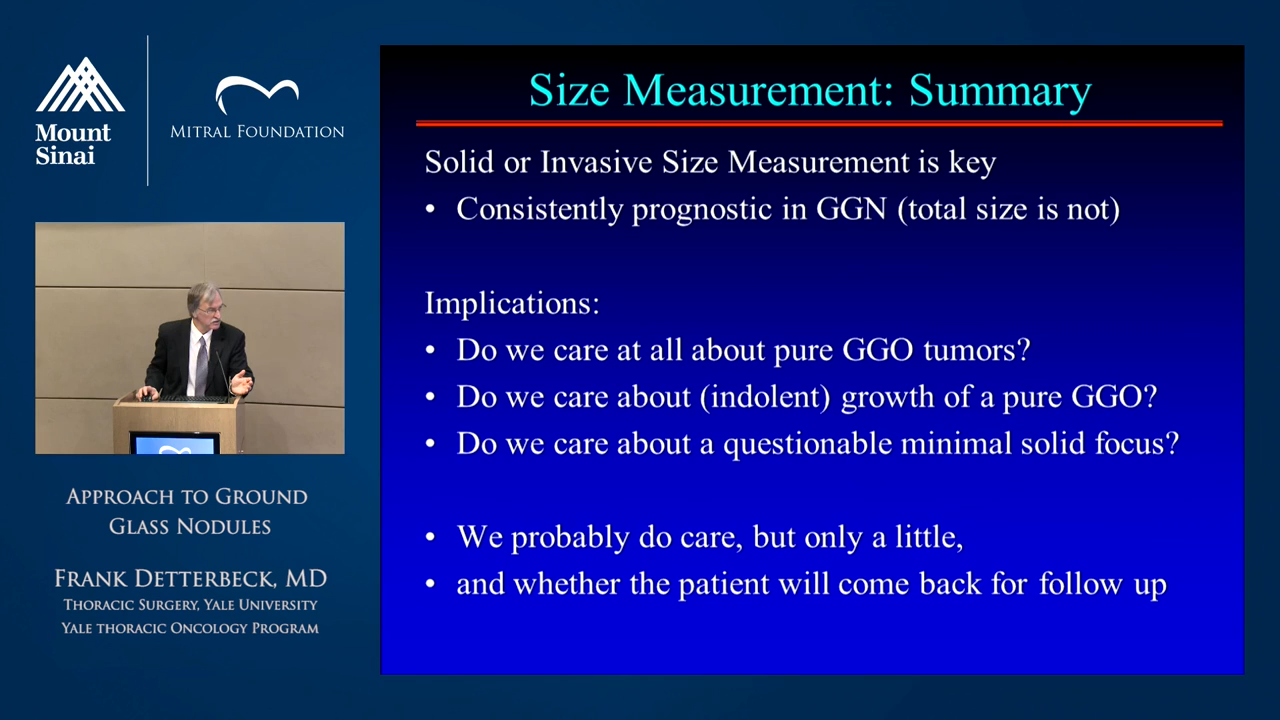 Mount
Sinai
MITRAL FOUNDATION
APPROACH TO GROUND
GLASS NODULES
FRANK DETTERBECK, MD
THORACIC SURGERY, YALE UNIVERSITY
YALE THORACIC ONCOLOGY PROGRAM
Size Measurement: Summary
Solid or Invasive Size Measurement is key
• Consistently prognostic in GGN (total size is not)
Implications:
• Do we care at all about pure GGO tumors?
• Do we care about (indolent) growth of a pure GGO?
• Do we care about a questionable minimal solid focus?
• We probably do care, but only a little,
• and whether the patient will come back for follow up